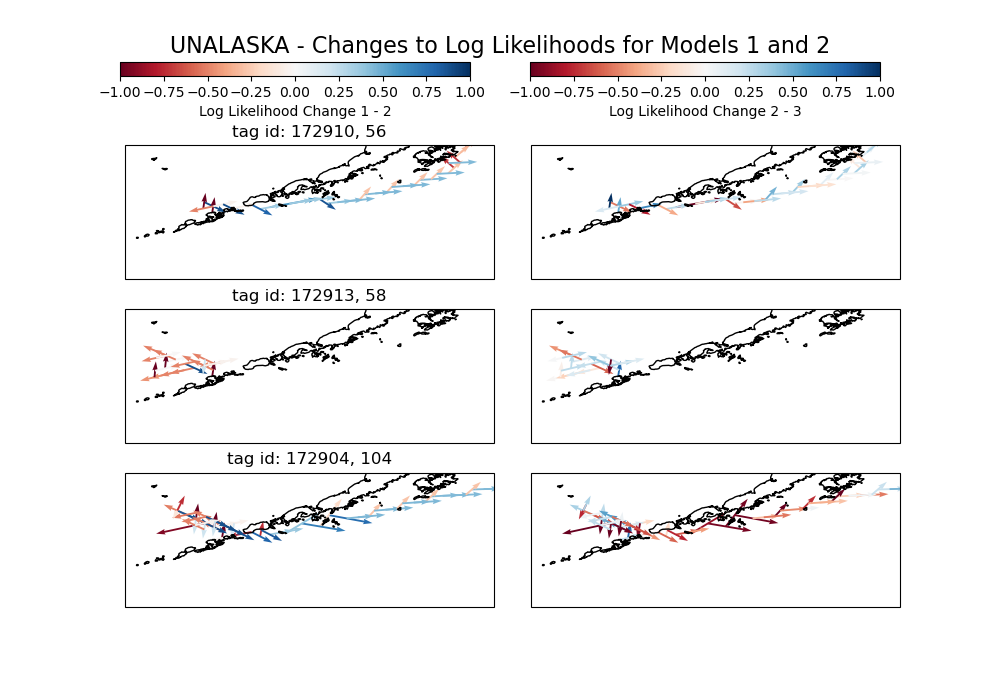 UNALASKA - Changes to Log Likelihoods for Models 1 and 2
−1.00 −0.75 −0.50 −0.25 0.00 0.25 0.50 0.75 1.00
Log Likelihood Change 1 - 2
−1.00 −0.75 −0.50 −0.25 0.00 0.25 0.50 0.75 1.00
Log Likelihood Change 2 - 3
tag id: 172910, 56
tag id: 172913, 58
tag id: 172904, 104